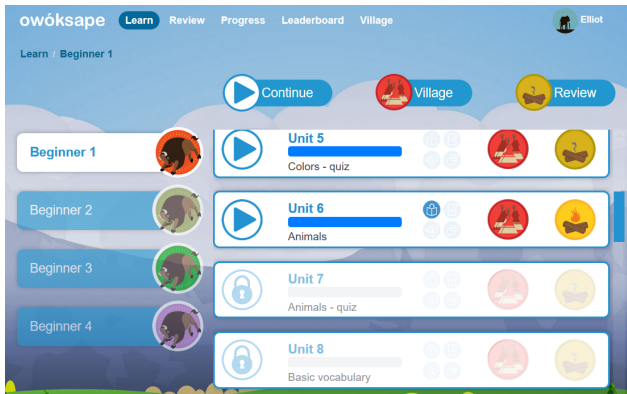 owóksape Learn Review Progress Leaderboard Village Elliot
Learn / Beginner 1
Continue Village Review
Beginner 1
Beginner 2
Beginner 3
Beginner 4
Unit 5
Colors - quiz
Unit 6
Animals
Unit 7
Animals - quiz
Unit 8
Basic vocabulary